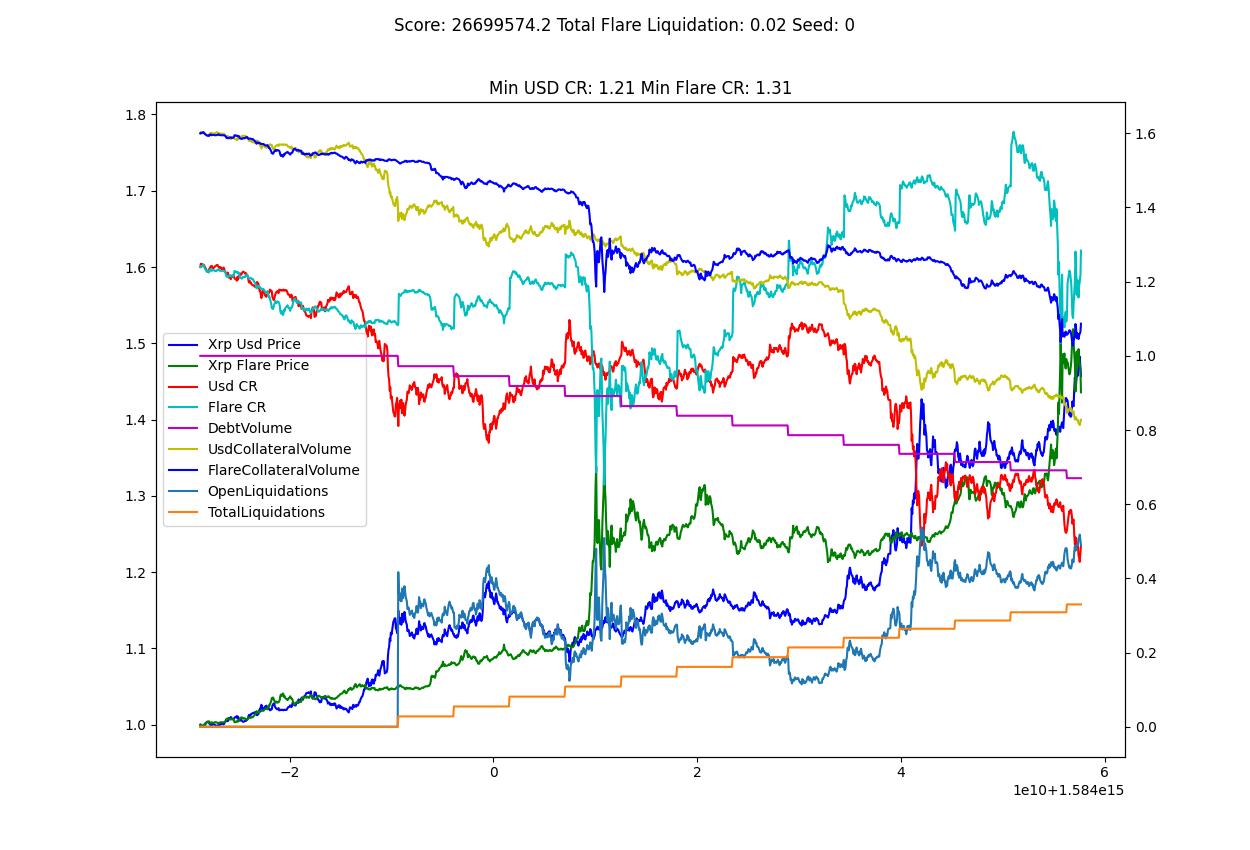 Score: 26699574.2 Total Flare Liquidation: 0.02 Seed: 0
Min USD CR: 1.21 Min Flare CR: 1.31
1.8
1.7
1.6
1.5
1.4
1.3
1.2
1.1
1.0
Xrp Usd Price
Xrp Flare Price
Usd CR
Flare CR
DebtVolume
UsdCollateralVolume
FlareCollateralVolume
OpenLiquidations
TotalLiquidations
1.6
1.4
1.2
1.0
0.8
0.6
0.4
0.2
0.0
−2 0 2 4 6
1e10+1.584e15